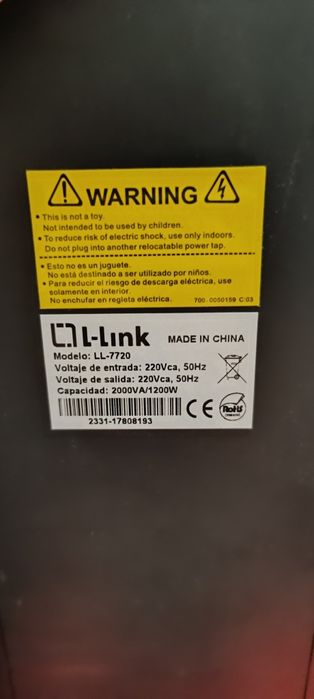 WARNING
• This is not a toy.
Not intended to be used by children.
• To reduce risk of electric shock, use only indoors.
Do not plug into another relocatable power tap.
• Esto no es un juguete.
No está destinado a ser utilizado por niños.
• Para reducir el riesgo de descarga eléctrica, use
solamente en interior.
No enchufar en regleta eléctrica. 700-0050159 C:03
L-Link MADE IN CHINA
Modelo: LL-7720
Voltaje de entrada: 220Vca, 50Hz
Voltaje de salida: 220Vca, 50Hz
Capacidad: 2000VA/1200W
CE RoHS
2331-17808193